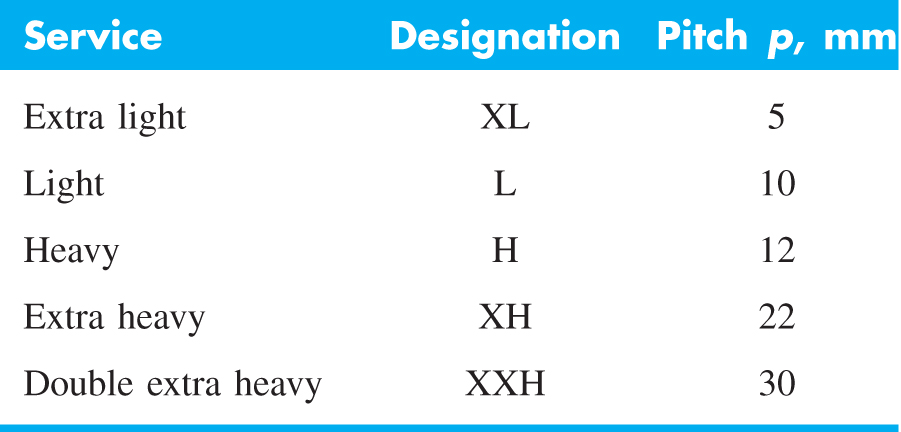 Service Designation Pitch p, mm
Extra light XL 5
Light L 10
Heavy H 12
Extra heavy XH 22
Double extra heavy XXH 30